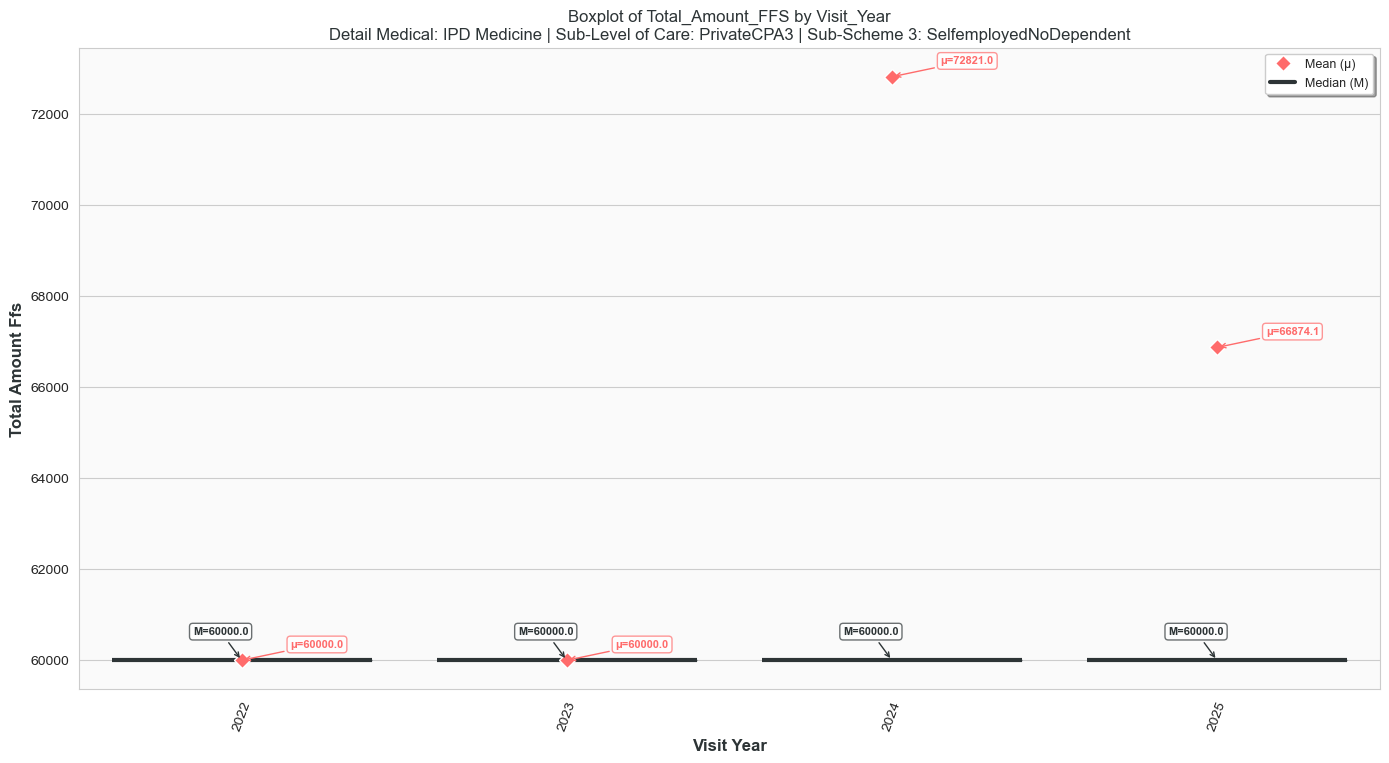 Boxplot of Total_Amount_FFS by Visit_Year
Detail Medical: IPD Medicine | Sub-Level of Care: PrivateCPA3 | Sub-Scheme 3: SelfemployedNoDependent
Mean (μ)
Median (M)
μ=72821.0
72000
70000
68000
μ=66874.1
66000
64000
62000
M=60000.0
μ=60000.0
M=60000.0
μ=60000.0
M=60000.0
M=60000.0
60000
Total Amount Ffs
2022
2023
2024
2025
Visit Year